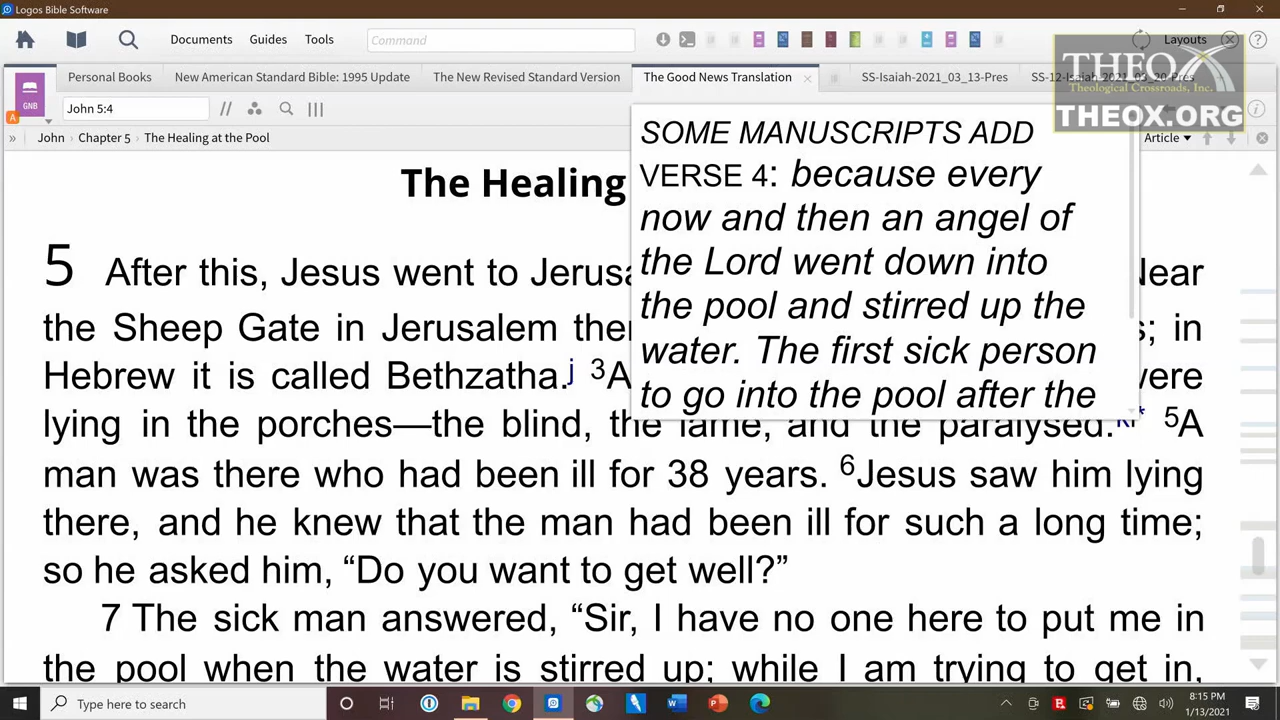 Logos Bible Software
Documents Guides Tools Command Layouts
Personal Books New American Standard Bible: 1995 Upda The New Revised Standard Version The Good News Translation SS-Isaiah-2021_03_13-Pres SS-12-Isaiah-2021_03_20-Pres
THEOX
Theological Crossroads, Inc.
THEOX.ORG
GNB
A
John 5:4
John Chapter 5 The Healing at the Pool Article
SOME MANUSCRIPTS ADD
VERSE 4: because every
now and then an angel of
the Lord went down into
the pool and stirred up the
water. The first sick person
to go into the pool after the
The Healing
5 After this, Jesus went to Jerusa Near
the Sheep Gate in Jerusalem ther s; in
Hebrew it is called Bethzatha.j 3A were
lying in the porches—the blind, the lame, and the paralysed.k* 5A
man was there who had been ill for 38 years. 6Jesus saw him lying
there, and he knew that the man had been ill for such a long time;
so he asked him, “Do you want to get well?”
7 The sick man answered, “Sir, I have no one here to put me in
the pool when the water is stirred up; while I am trying to get in,
Type here to search
8:15 PM
1/13/2021